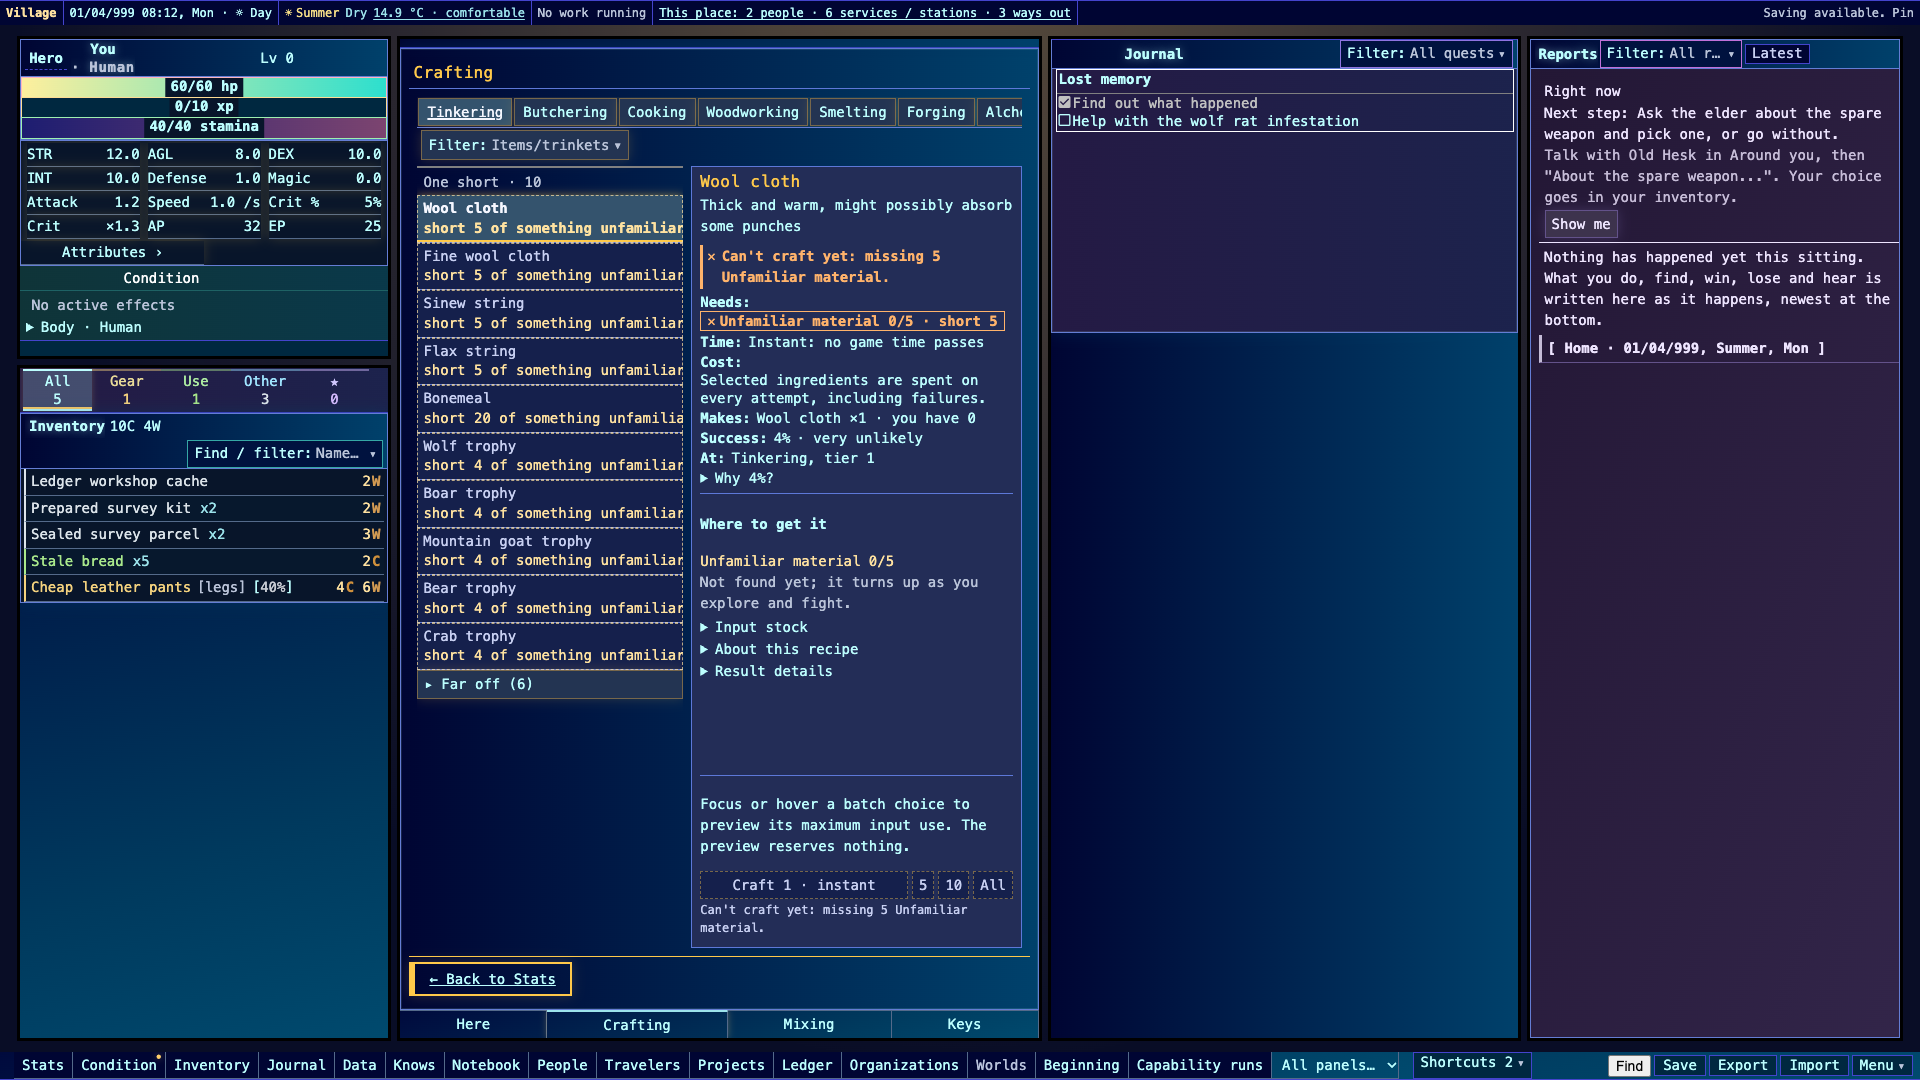 Village 01/04/999 08:12, Mon · ☀ Day ☀ Summer Dry 14.9 °C · comfortable No work running This place: 2 people · 6 services / stations · 3 ways out Saving available. Pin
Hero · You Human Lv 0
60/60 hp
0/10 xp
40/40 stamina
STR 12.0 AGL 8.0 DEX 10.0
INT 10.0 Defense 1.0 Magic 0.0
Attack 1.2 Speed 1.0 /s Crit % 5%
Crit ×1.3 AP 32 EP 25
Attributes ›
Condition
No active effects
▶ Body · Human
All Gear Use Other ★
5 1 1 3 0
Inventory 10C 4W
Find / filter: Name… ▾
Ledger workshop cache 2W
Prepared survey kit x2 2W
Sealed survey parcel x2 3W
Stale bread x5 2C
Cheap leather pants [legs] [40%] 4C 6W
Crafting
Tinkering Butchering Cooking Woodworking Smelting Forging Alch
Filter: Items/trinkets ▾
One short · 10
Wool cloth
short 5 of something unfamiliar
Fine wool cloth
short 5 of something unfamiliar
Sinew string
short 5 of something unfamiliar
Flax string
short 5 of something unfamiliar
Bonemeal
short 20 of something unfamilia
Wolf trophy
short 4 of something unfamiliar
Boar trophy
short 4 of something unfamiliar
Mountain goat trophy
short 4 of something unfamiliar
Bear trophy
short 4 of something unfamiliar
Crab trophy
short 4 of something unfamiliar
▸ Far off (6)
Wool cloth
Thick and warm, might possibly absorb
some punches
× Can't craft yet: missing 5
Unfamiliar material.
Needs:
× Unfamiliar material 0/5 · short 5
Time: Instant: no game time passes
Cost:
Selected ingredients are spent on
every attempt, including failures.
Makes: Wool cloth ×1 · you have 0
Success: 4% · very unlikely
At: Tinkering, tier 1
▶ Why 4%?
Where to get it
Unfamiliar material 0/5
Not found yet; it turns up as you
explore and fight.
▶ Input stock
▶ About this recipe
▶ Result details
Focus or hover a batch choice to
preview its maximum input use. The
preview reserves nothing.
Craft 1 · instant 5 10 All
Can't craft yet: missing 5 Unfamiliar
material.
← Back to Stats
Here Crafting Mixing Keys
Journal Filter: All quests ▾
Lost memory
☑ Find out what happened
☐ Help with the wolf rat infestation
Reports Filter: All r… ▾ Latest
Right now
Next step: Ask the elder about the spare
weapon and pick one, or go without.
Talk with Old Hesk in Around you, then
"About the spare weapon...". Your choice
goes in your inventory.
Show me
Nothing has happened yet this sitting.
What you do, find, win, lose and hear is
written here as it happens, newest at the
bottom.
[ Home · 01/04/999, Summer, Mon ]
Stats Condition Inventory Journal Data Knows Notebook People Travelers Projects Ledger Organizations Worlds Beginning Capability runs All panels… Shortcuts 2 ▾ Find Save Export Import Menu ▾